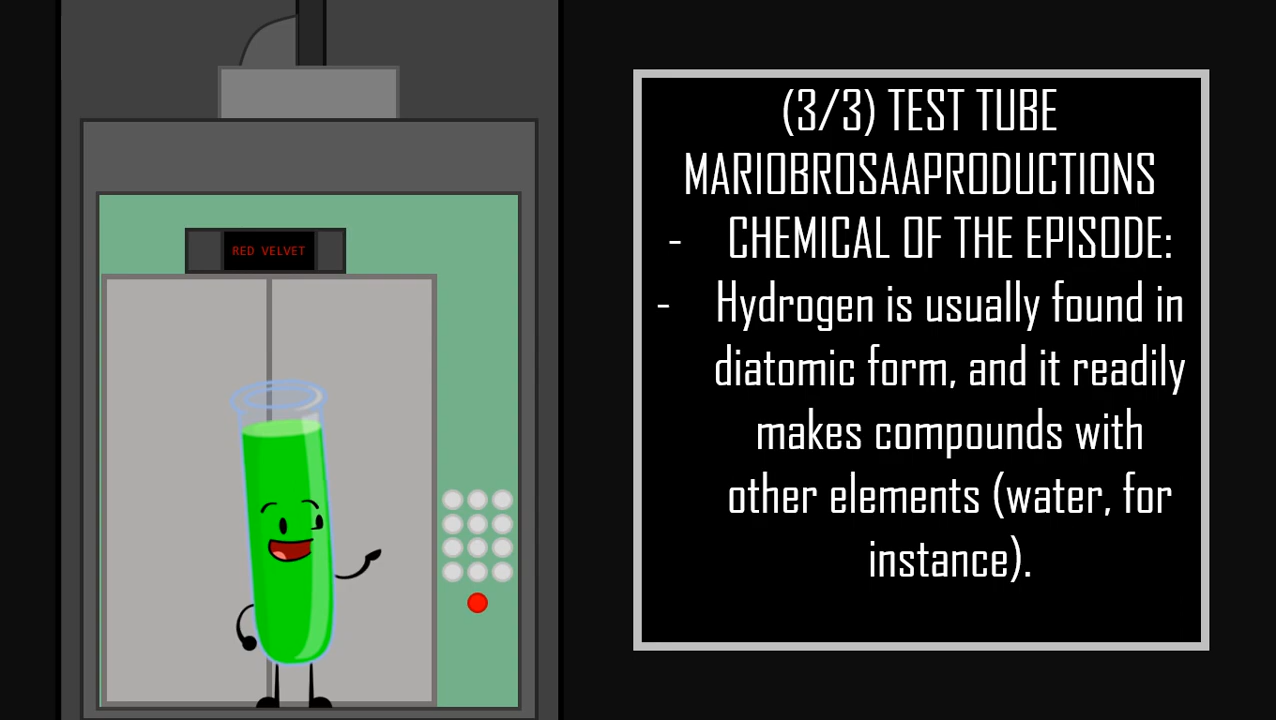 RED VELVET
(3/3) TEST TUBE
MARIOBROSAAPRODUCTIONS
- CHEMICAL OF THE EPISODE:
- Hydrogen is usually found in
diatomic form, and it readily
makes compounds with
other elements (water, for
instance).